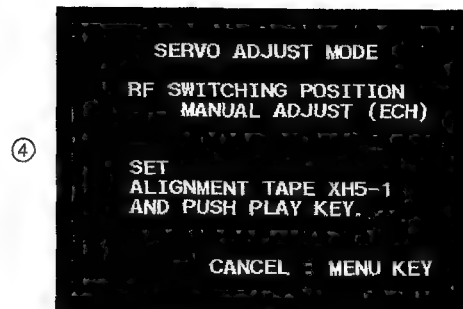 ④
SERVO ADJUST MODE
RF SWITCHING POSITION
MANUAL ADJUST (ECH)
SET
ALIGNMENT TAPE XH5-1
AND PUSH PLAY KEY.
CANCEL : MENU KEY